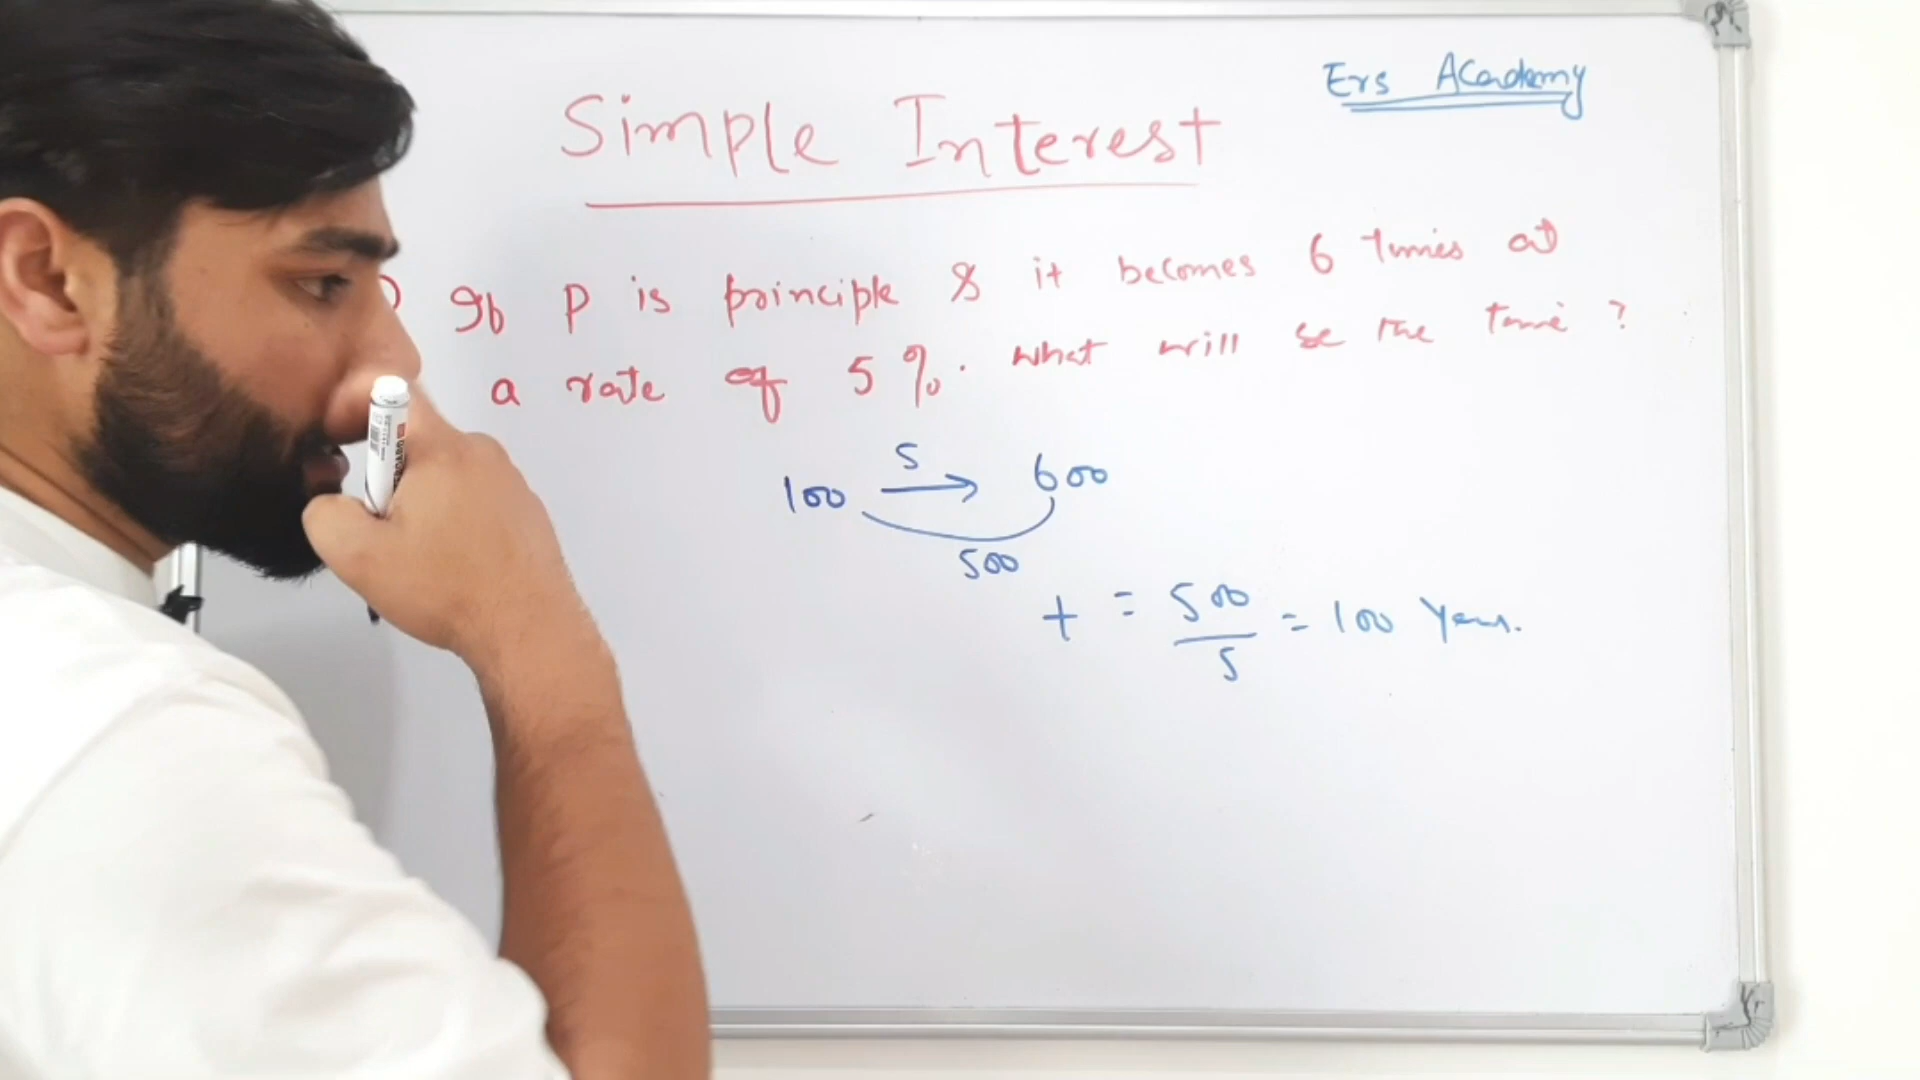 Ers Academy
Simple Interest
If P is principle & it becomes 6 times at
a rate of 5%. what will be the time ?
5
100 → 600
500
t = 500/5 = 100 Years.